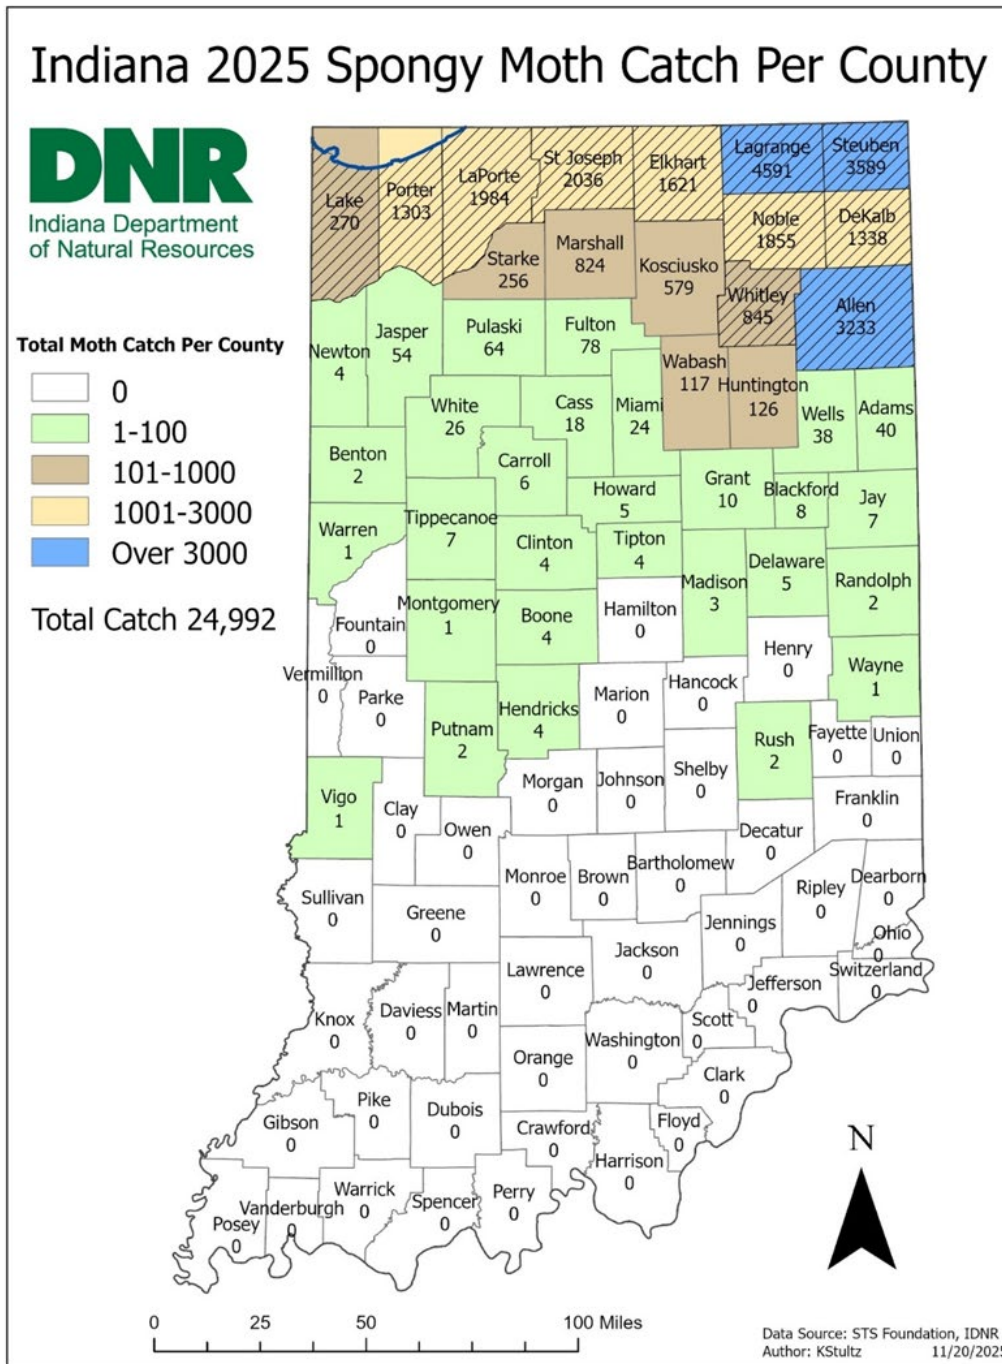 Indiana 2025 Spongy Moth Catch Per County
DNR
Indiana Department
of Natural Resources
Total Moth Catch Per County
0
1-100
101-1000
1001-3000
Over 3000
Total Catch 24,992
Lake
270
Porter
1303
LaPorte
1984
St Joseph
2036
Elkhart
1621
Lagrange
4591
Steuben
3589
Noble
1855
DeKalb
1338
Starke
256
Marshall
824
Kosciusko
579
Whitley
845
Allen
3233
Newton
4
Jasper
54
Pulaski
64
Fulton
78
Wabash
117
Huntington
126
White
26
Cass
18
Miami
24
Wells
38
Adams
40
Benton
2
Carroll
6
Howard
5
Grant
10
Blackford
8
Jay
7
Warren
1
Tippecanoe
7
Clinton
4
Tipton
4
Madison
3
Delaware
5
Randolph
2
Fountain
0
Montgomery
1
Boone
4
Hamilton
0
Henry
0
Wayne
1
Vermillion
0
Parke
0
Putnam
2
Hendricks
4
Marion
0
Hancock
0
Rush
2
Fayette
0
Union
0
Vigo
1
Clay
0
Owen
0
Morgan
0
Johnson
0
Shelby
0
Decatur
0
Franklin
0
Sullivan
0
Greene
0
Monroe
0
Brown
0
Bartholomew
0
Jennings
0
Ripley
0
Dearborn
0
Ohio
0
Lawrence
0
Jackson
0
Jefferson
0
Switzerland
0
Knox
0
Daviess
0
Martin
0
Orange
0
Washington
0
Scott
0
Clark
0
Gibson
0
Pike
0
Dubois
0
Crawford
0
Floyd
0
Harrison
0
Posey
0
Vanderburgh
0
Warrick
0
Spencer
0
Perry
0
N
0 25 50 100 Miles
Data Source: STS Foundation, IDNR
Author: KStultz 11/20/2025